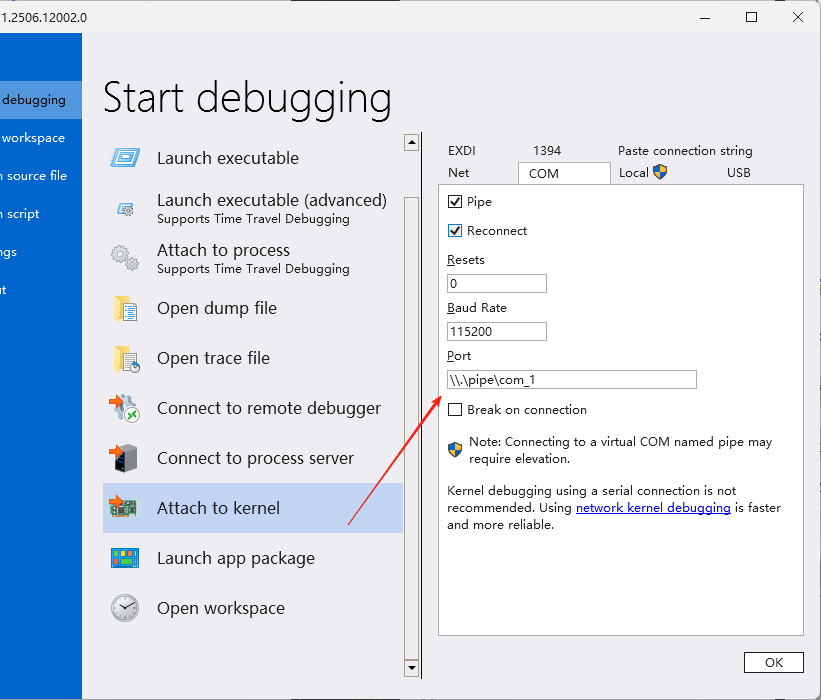 1.2506.12002.0
debugging
workspace
source file
script
Start debugging
Launch executable
Launch executable (advanced)
Supports Time Travel Debugging
Attach to process
Supports Time Travel Debugging
Open dump file
Open trace file
Connect to remote debugger
Connect to process server
Attach to kernel
Launch app package
Open workspace
EXDI 1394 Paste connection string
Net COM Local USB
Pipe
Reconnect
Resets
0
Baud Rate
115200
Port
\\.\pipe\com_1
Break on connection
Note: Connecting to a virtual COM named pipe may
require elevation.
Kernel debugging using a serial connection is not
recommended. Using network kernel debugging is faster
and more reliable.
OK